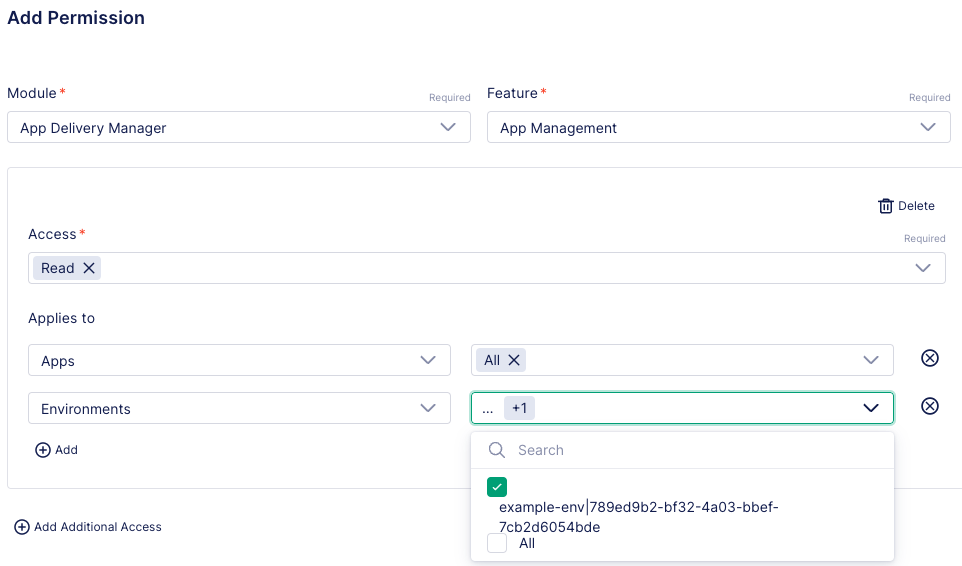 Add Permission
Module*
Required
Feature*
Required
App Delivery Manager
App Management
Delete
Access*
Required
Read
Applies to
Apps
All
Environments
... +1
Add
Search
example-env|789ed9b2-bf32-4a03-bbef-
7cb2d6054bde
All
Add Additional Access